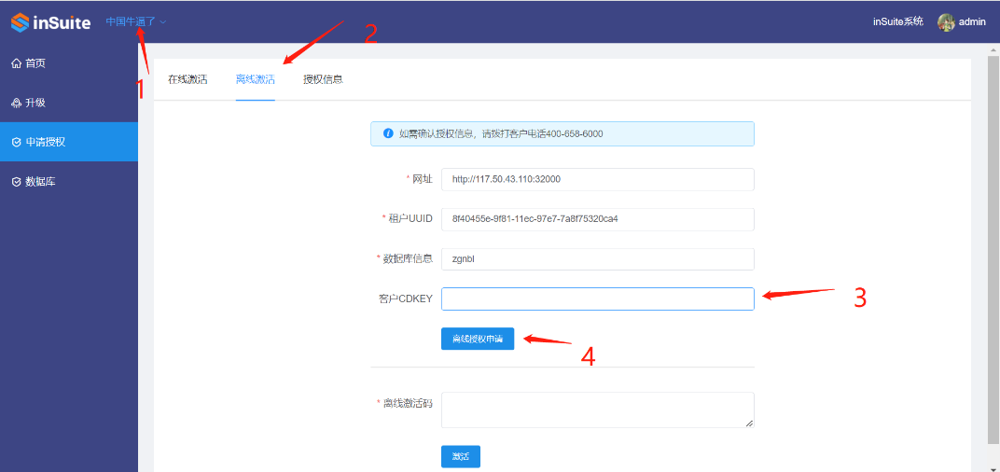 inSuite 中国牛逼了 inSuite系统 admin
2
1
首页
升级
申请授权
数据库
在线激活 离线激活 授权信息
如需确认授权信息，请拨打客户电话400-658-6000
* 网址 http://117.50.43.110:32000
* 租户UUID 8f40455e-9f81-11ec-97e7-7a8f75320ca4
* 数据库信息 zgnbl
客户CDKEY
3
离线授权申请
4
* 离线激活码
激活